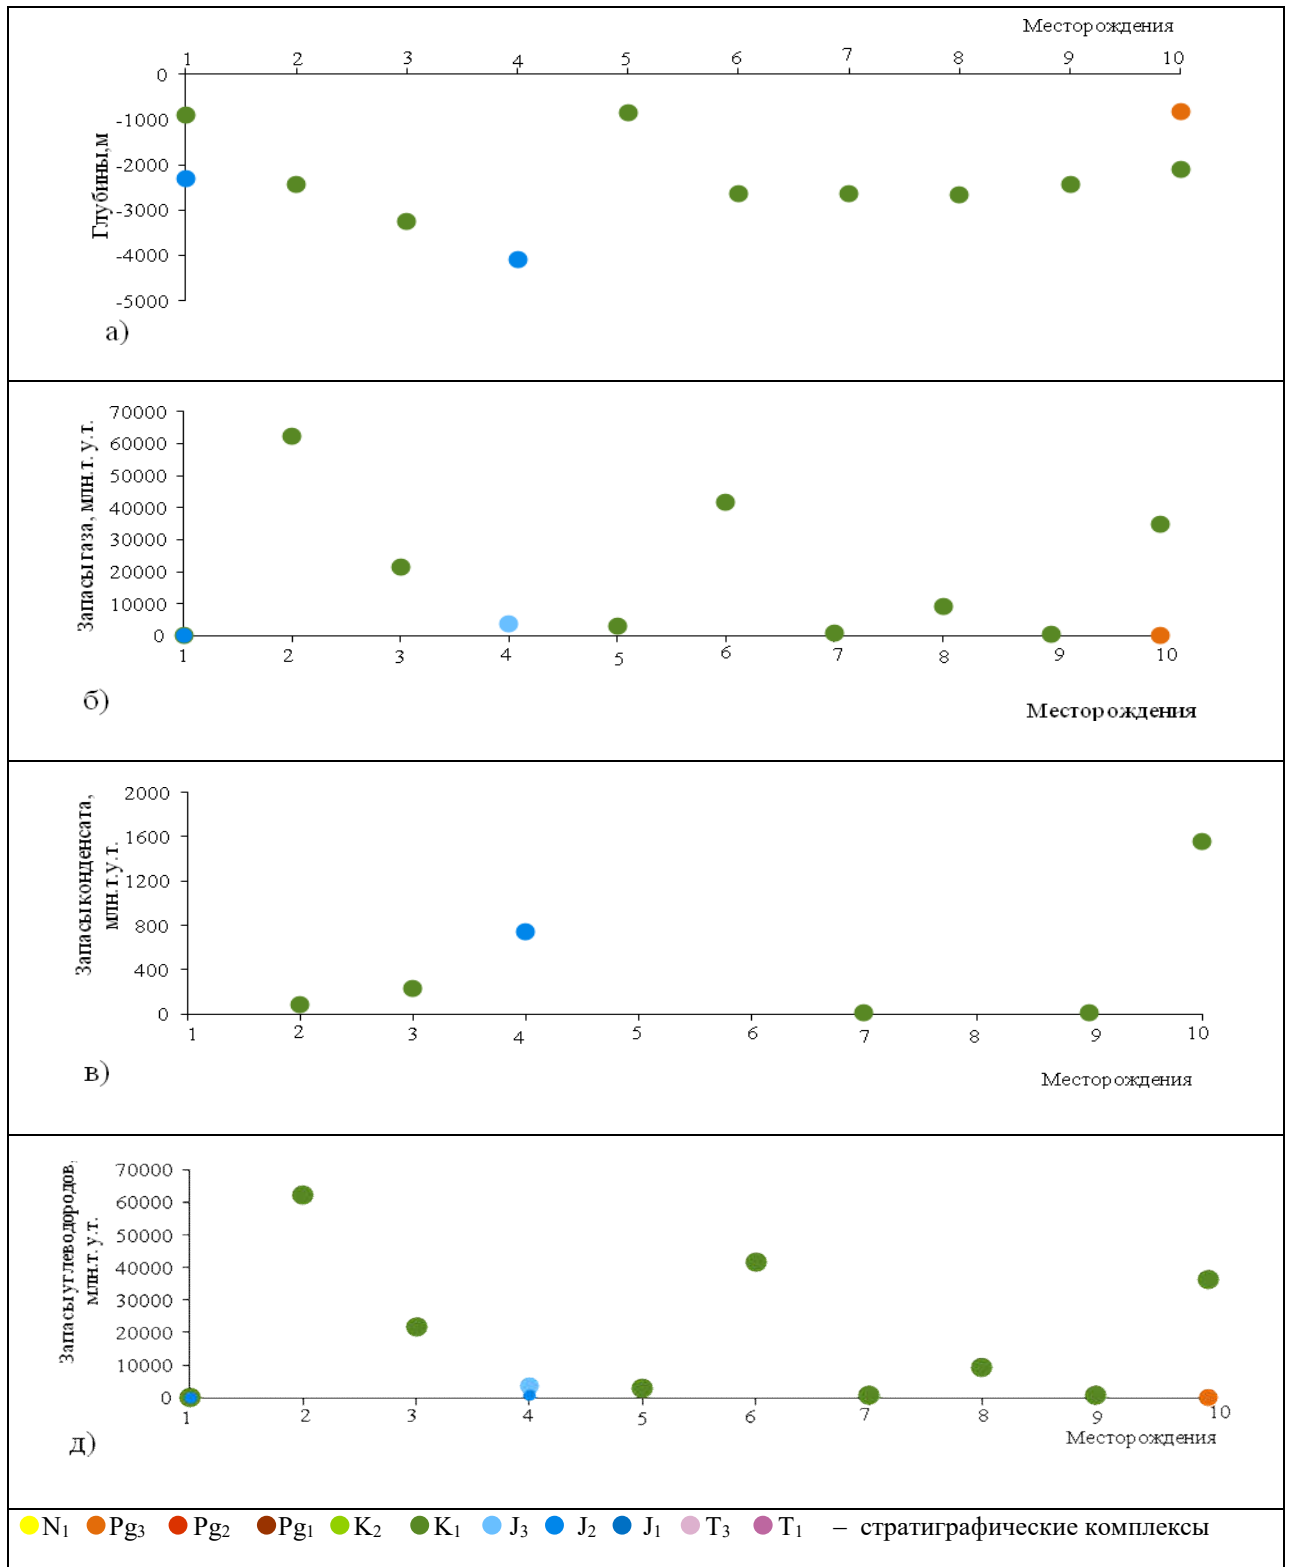 Месторождения
1 2 3 4 5 6 7 8 9 10
0
-1000
-2000
-3000
-4000
-5000
Глубины,м
а)
70000
60000
50000
40000
30000
20000
10000
0
Запасы газа, млн.т. у.т.
1 2 3 4 5 6 7 8 9 10
б)
Месторождения
2000
1600
1200
800
400
0
Запасы конденсата,
млн.т.у.т.
1 2 3 4 5 6 7 8 9 10
в)
Месторождения
70000
60000
50000
40000
30000
20000
10000
0
Запасы углеводородов,
млн.т. у.т.
1 2 3 4 5 6 7 8 9 10
Месторождения
д)
N₁ Pg₃ Pg₂ Pg₁ K₂ K₁ J₃ J₂ J₁ T₃ T₁ – стратиграфические комплексы